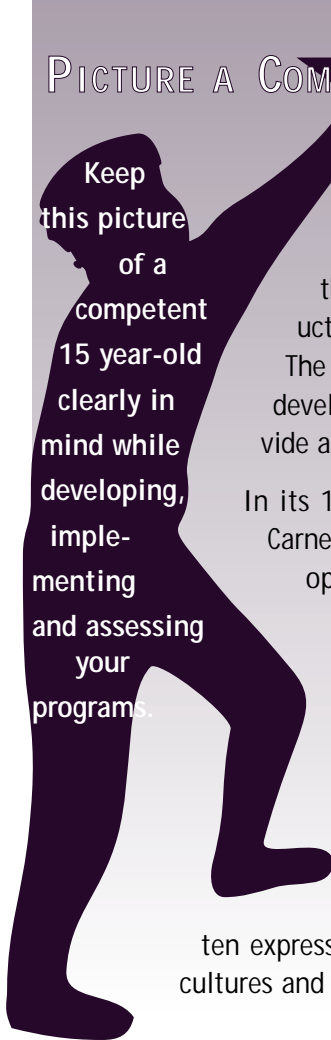 PICTURE A COM
Keep
this picture
of a
competent
15 year-old
clearly in
mind while
developing,
imple-
menting
and assessing
your
programs.
t
uct
The
devel
vide a
In its 1
Carne
op
ten express
cultures and